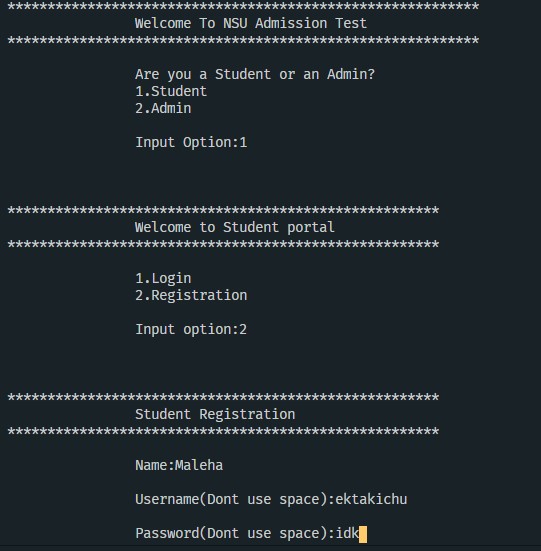 ***********************************************************
Welcome To NSU Admission Test
***********************************************************
Are you a Student or an Admin?
1.Student
2.Admin
Input Option:1
******************************************************
Welcome to Student portal
******************************************************
1.Login
2.Registration
Input option:2
******************************************************
Student Registration
******************************************************
Name:Maleha
Username(Dont use space):ektakichu
Password(Dont use space):idk